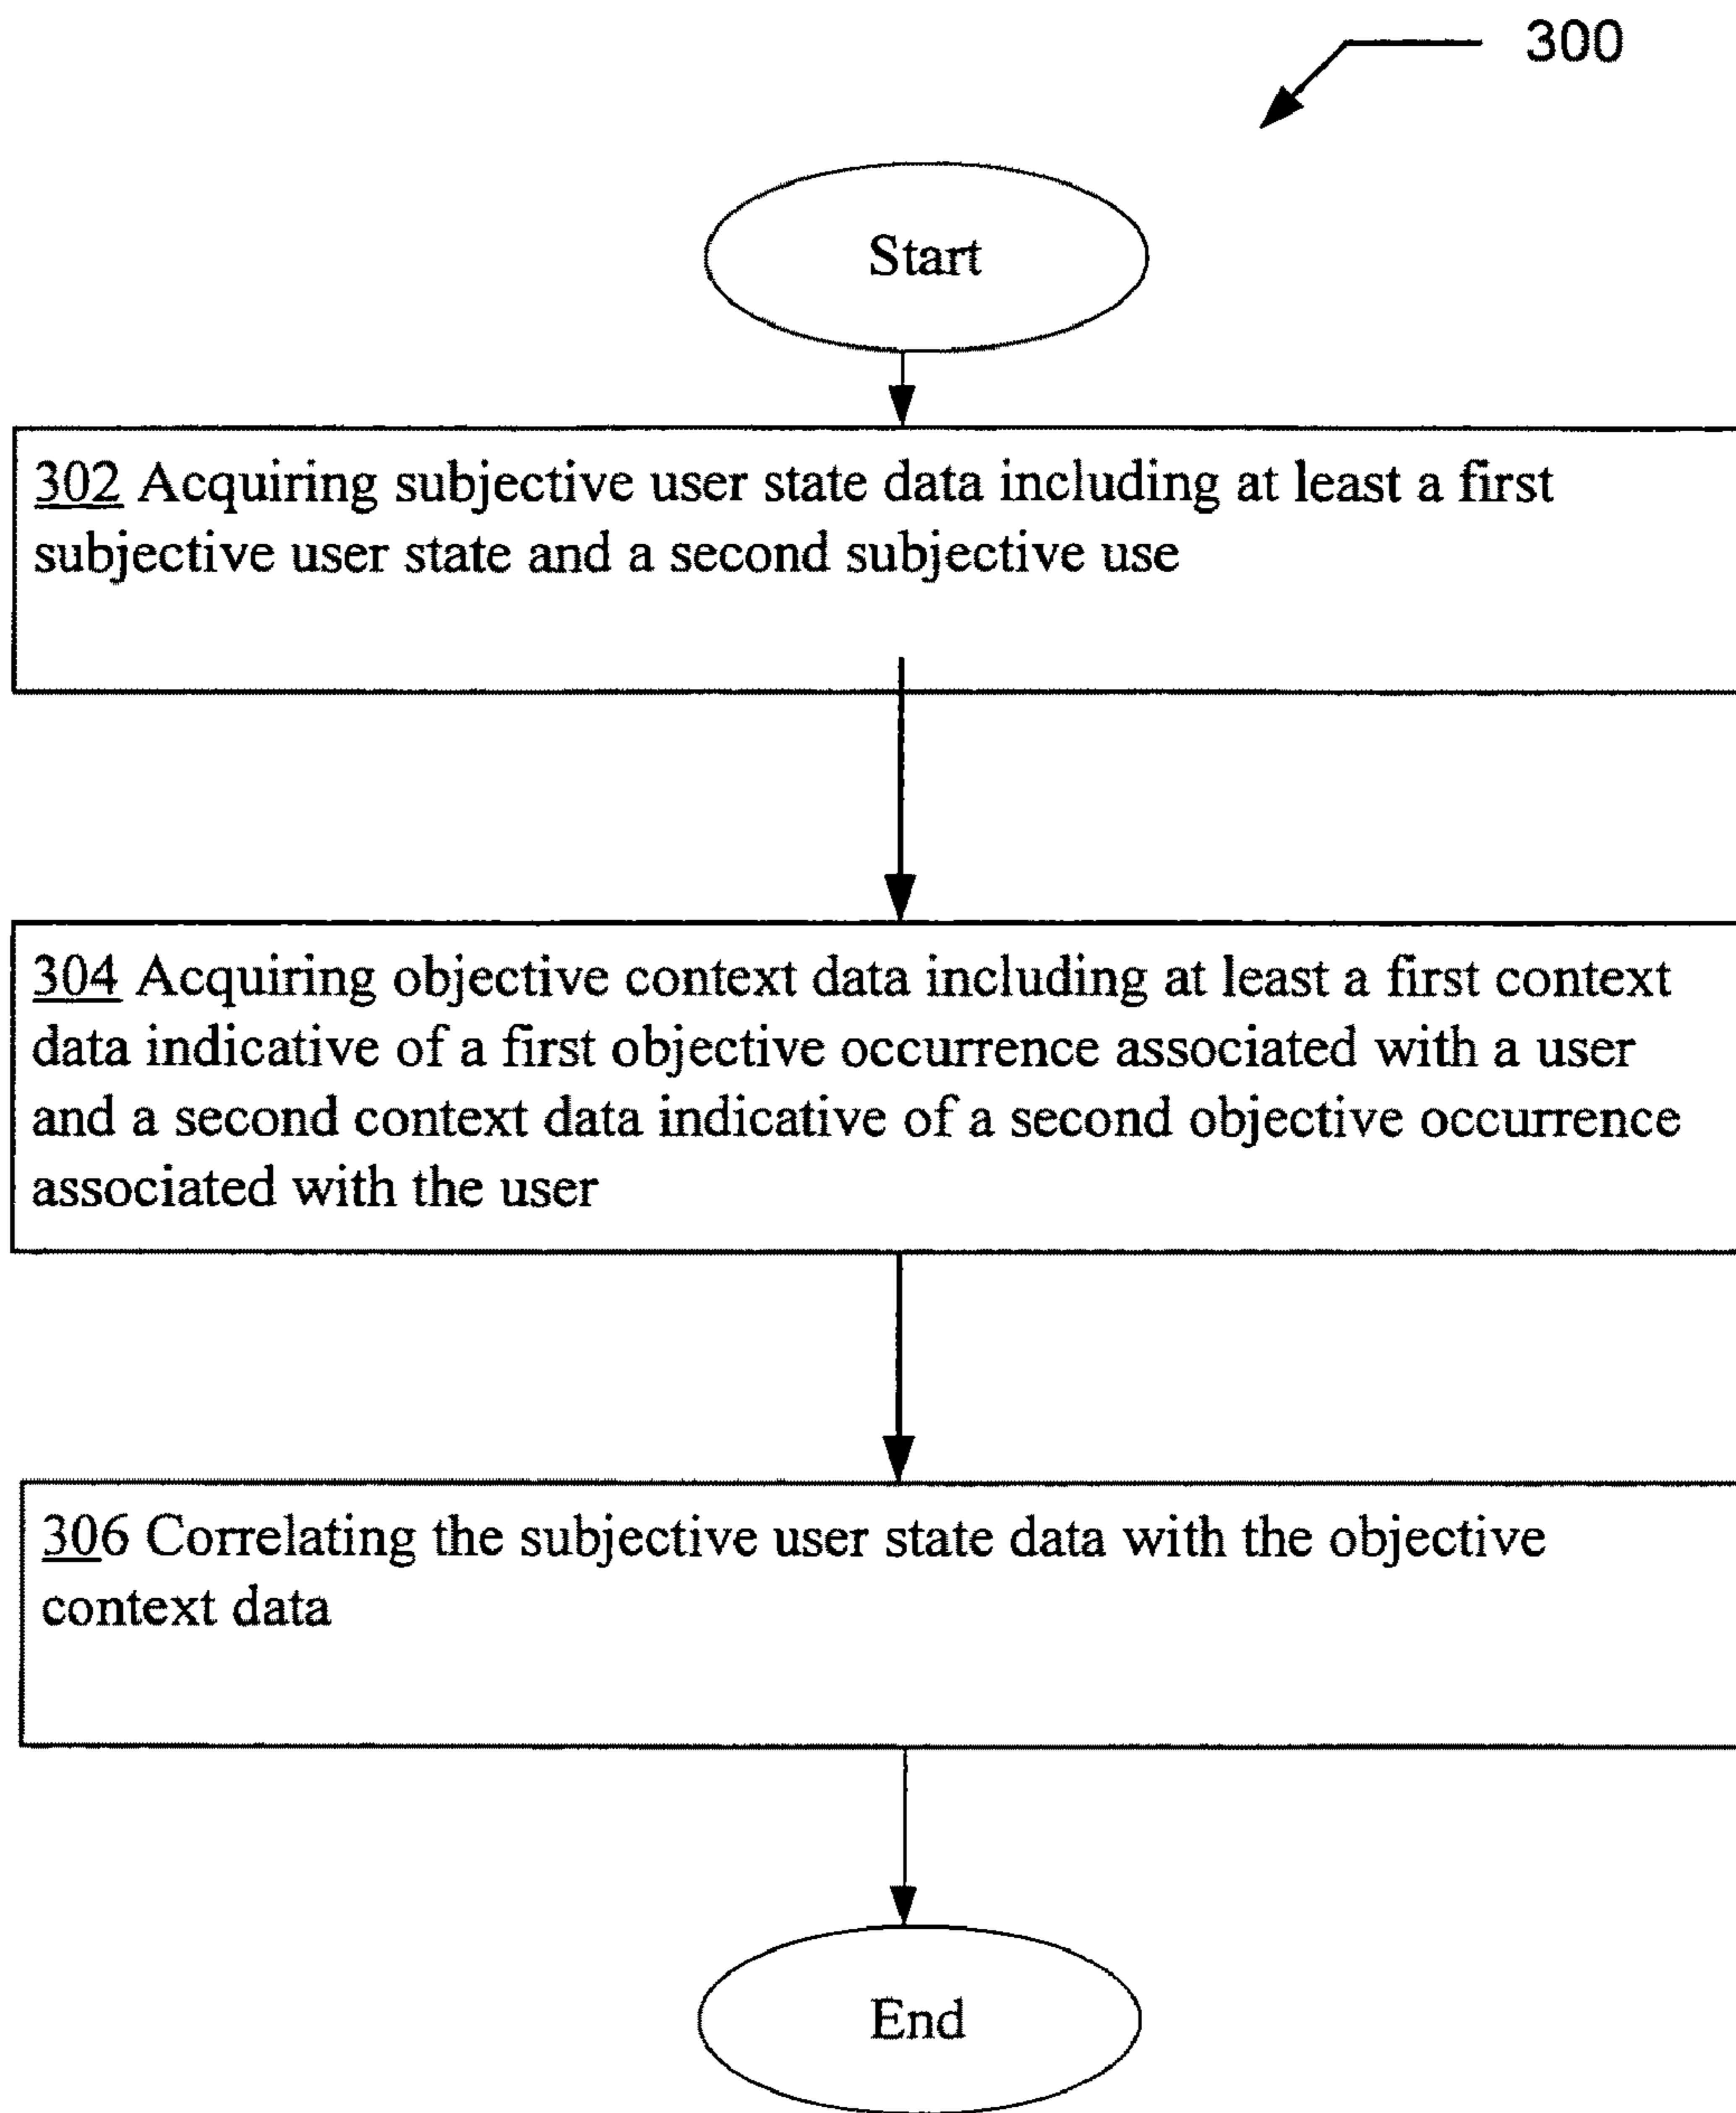 300
Start
302 Acquiring subjective user state data including at least a first
subjective user state and a second subjective use
304 Acquiring objective context data including at least a first context
data indicative of a first objective occurrence associated with a user
and a second context data indicative of a second objective occurrence
associated with the user
306 Correlating the subjective user state data with the objective
context data
End